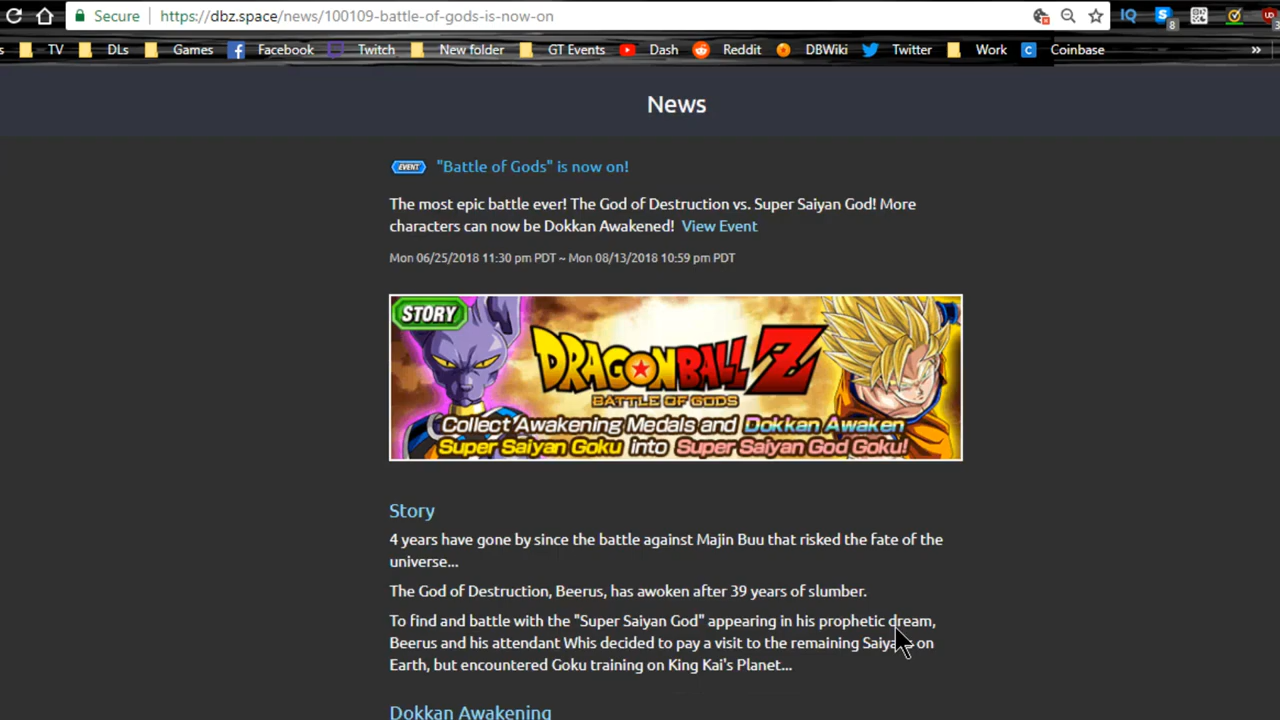 Secure https://dbz.space/news/100109-battle-of-gods-is-now-on
8
s TV DLs Games Facebook Twitch New folder GT Events Dash Reddit DBWiki Twitter Work Coinbase »
News
EVENT "Battle of Gods" is now on!
The most epic battle ever! The God of Destruction vs. Super Saiyan God! More
characters can now be Dokkan Awakened! View Event
Mon 06/25/2018 11:30 pm PDT ~ Mon 08/13/2018 10:59 pm PDT
STORY
DRAGONBALL Z
BATTLE OF GODS
Collect Awakening Medals and Dokkan Awaken
Super Saiyan Goku into Super Saiyan God Goku!
Story
4 years have gone by since the battle against Majin Buu that risked the fate of the
universe...
The God of Destruction, Beerus, has awoken after 39 years of slumber.
To find and battle with the "Super Saiyan God" appearing in his prophetic dream,
Beerus and his attendant Whis decided to pay a visit to the remaining Saiyans on
Earth, but encountered Goku training on King Kai's Planet...
Dokkan Awakening